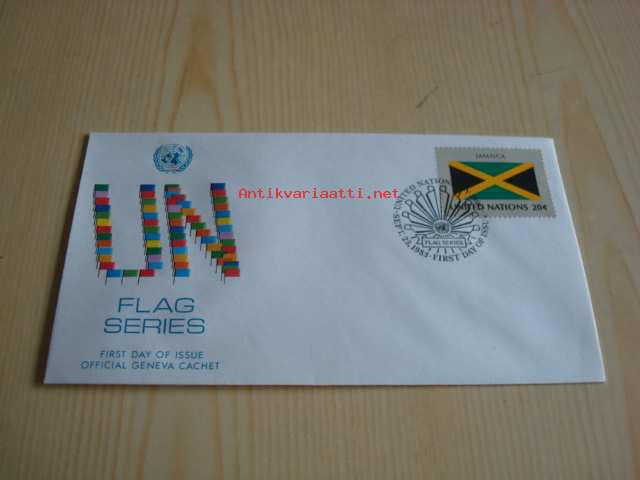 JAMAICA
UNITED NATIONS 20¢
Antikvariaatti.net
UNITED NATIONS
SEPT. 23, 1983 · FIRST DAY OF ISSUE
FLAG SERIES
UN
FLAG
SERIES
FIRST DAY OF ISSUE
OFFICIAL GENEVA CACHET